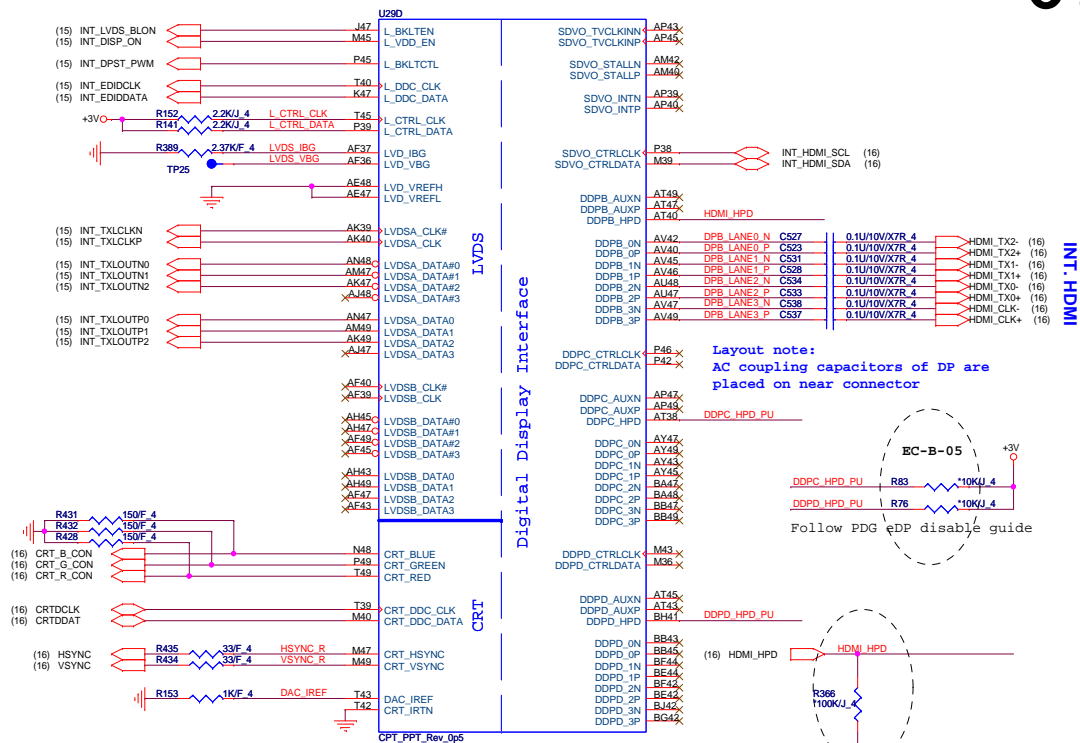 U29D
(15) INT_LVDS_BLON J47 L_BKLTEN
(15) INT_DISP_ON M45 L_VDD_EN
(15) INT_DPST_PWM P45 L_BKLTCTL
(15) INT_EDIDCLK T40 L_DDC_CLK
(15) INT_EDIDDATA K47 L_DDC_DATA
+3V R152 2.2K/J_4 L_CTRL_CLK T45 L_CTRL_CLK
R141 2.2K/J_4 L_CTRL_DATA P39 L_CTRL_DATA
R389 2.37K/F_4 LVDS_IBG AF37 LVD_IBG
TP25 LVDS_VBG AF36 LVD_VBG
AE48 LVD_VREFH
AE47 LVD_VREFL
(15) INT_TXLCLKN AK39 LVDSA_CLK#
(15) INT_TXLCLKP AK40 LVDSA_CLK
(15) INT_TXLOUTN0 AN48 LVDSA_DATA#0
(15) INT_TXLOUTN1 AM47 LVDSA_DATA#1
(15) INT_TXLOUTN2 AK47 LVDSA_DATA#2
AJ48 LVDSA_DATA#3
(15) INT_TXLOUTP0 AN47 LVDSA_DATA0
(15) INT_TXLOUTP1 AM49 LVDSA_DATA1
(15) INT_TXLOUTP2 AK49 LVDSA_DATA2
AJ47 LVDSA_DATA3
AF40 LVDSB_CLK#
AF39 LVDSB_CLK
AH45 LVDSB_DATA#0
AH47 LVDSB_DATA#1
AF49 LVDSB_DATA#2
AF45 LVDSB_DATA#3
AH43 LVDSB_DATA0
AH49 LVDSB_DATA1
AF47 LVDSB_DATA2
AF43 LVDSB_DATA3
R431 150/F_4
R432 150/F_4
R428 150/F_4
(16) CRT_B_CON N48 CRT_BLUE
(16) CRT_G_CON P49 CRT_GREEN
(16) CRT_R_CON T49 CRT_RED
(16) CRTDCLK T39 CRT_DDC_CLK
(16) CRTDDAT M40 CRT_DDC_DATA
(16) HSYNC R435 33/F_4 HSYNC_R M47 CRT_HSYNC
(16) VSYNC R434 33/F_4 VSYNC_R M49 CRT_VSYNC
R153 1K/F_4 DAC_IREF T43 DAC_IREF
T42 CRT_IRTN
CPT_PPT_Rev_0p5
LVDS
CRT
Digital Display Interface
SDVO_TVCLKINN AP43
SDVO_TVCLKINP AP45
SDVO_STALLN AM42
SDVO_STALLP AM40
SDVO_INTN AP39
SDVO_INTP AP40
SDVO_CTRLCLK P38 INT_HDMI_SCL (16)
SDVO_CTRLDATA M39 INT_HDMI_SDA (16)
DDPB_AUXN AT49
DDPB_AUXP AT47
DDPB_HPD AT40 HDMI_HPD
DDPB_0N AV42 DPB_LANE0_N C527 0.1U/10V/X7R_4 HDMI_TX2- (16)
DDPB_0P AV40 DPB_LANE0_P C523 0.1U/10V/X7R_4 HDMI_TX2+ (16)
DDPB_1N AV45 DPB_LANE1_N C531 0.1U/10V/X7R_4 HDMI_TX1- (16)
DDPB_1P AV46 DPB_LANE1_P C528 0.1U/10V/X7R_4 HDMI_TX1+ (16)
DDPB_2N AU48 DPB_LANE2_N C534 0.1U/10V/X7R_4 HDMI_TX0- (16)
DDPB_2P AU47 DPB_LANE2_P C533 0.1U/10V/X7R_4 HDMI_TX0+ (16)
DDPB_3N AV47 DPB_LANE3_N C538 0.1U/10V/X7R_4 HDMI_CLK- (16)
DDPB_3P AV49 DPB_LANE3_P C537 0.1U/10V/X7R_4 HDMI_CLK+ (16)
INT. HDMI
DDPC_CTRLCLK P46
DDPC_CTRLDATA P42
Layout note:
AC coupling capacitors of DP are
placed on near connector
DDPC_AUXN AP47
DDPC_AUXP AP49
DDPC_HPD AT38 DDPC_HPD_PU
DDPC_0N AY47
DDPC_0P AY49
DDPC_1N AY43
DDPC_1P AY45
DDPC_2N BA47
DDPC_2P BA48
DDPC_3N BB47
DDPC_3P BB49
EC-B-05
+3V
DDPC_HPD_PU R83 *10K/J_4
DDPD_HPD_PU R76 *10K/J_4
Follow PDG eDP disable guide
DDPD_CTRLCLK M43
DDPD_CTRLDATA M36
DDPD_AUXN AT45
DDPD_AUXP AT43
DDPD_HPD BH41 DDPD_HPD_PU
DDPD_0N BB43
DDPD_0P BB45
DDPD_1N BF44
DDPD_1P BE44
DDPD_2N BF42
DDPD_2P BE42
DDPD_3N BJ42
DDPD_3P BG42
(16) HDMI_HPD HDMI_HPD
R366
*100K/J_4